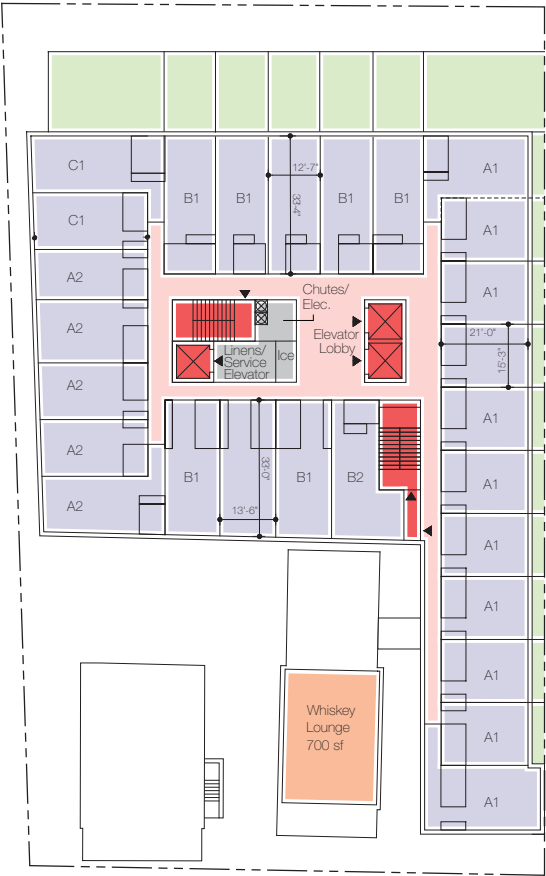 C1
B1
B1
12'-7"
33'-4"
B1
B1
A1
C1
A1
A2
A1
Chutes/
Elec.
A2
Elevator
Lobby
21'-0"
15'-3"
Linens/
Service
Elevator
Ice
A2
A1
A2
B1
33'-0"
13'-6"
B1
B2
A1
A2
A1
A1
A1
Whiskey
Lounge
700 sf
A1
A1